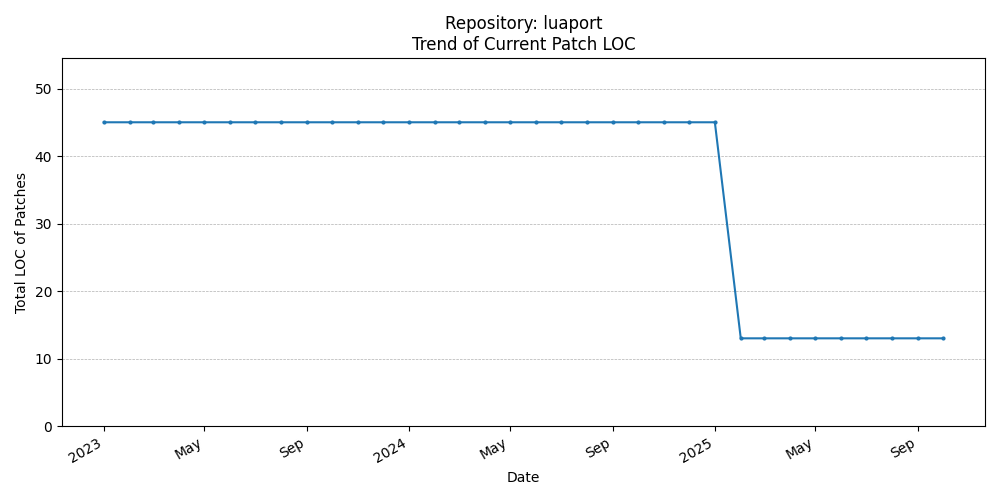 Repository: luaport
Trend of Current Patch LOC
Total LOC of Patches
50
40
30
20
10
0
2023
May
Sep
2024
May
Sep
2025
May
Sep
Date